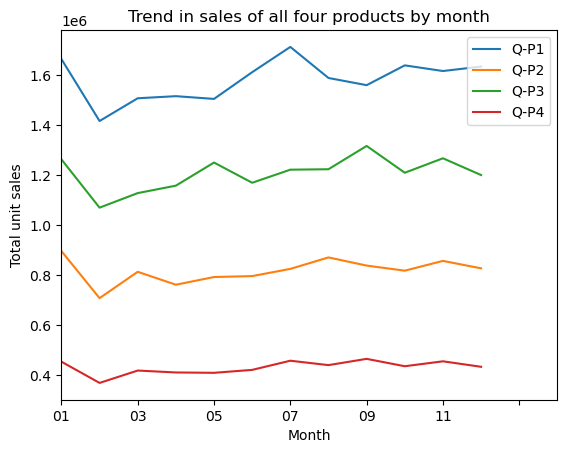 Trend in sales of all four products by month
1e6
Q-P1
Q-P2
Q-P3
Q-P4
1.6
1.4
1.2
1.0
0.8
0.6
0.4
Total unit sales
01 03 05 07 09 11
Month